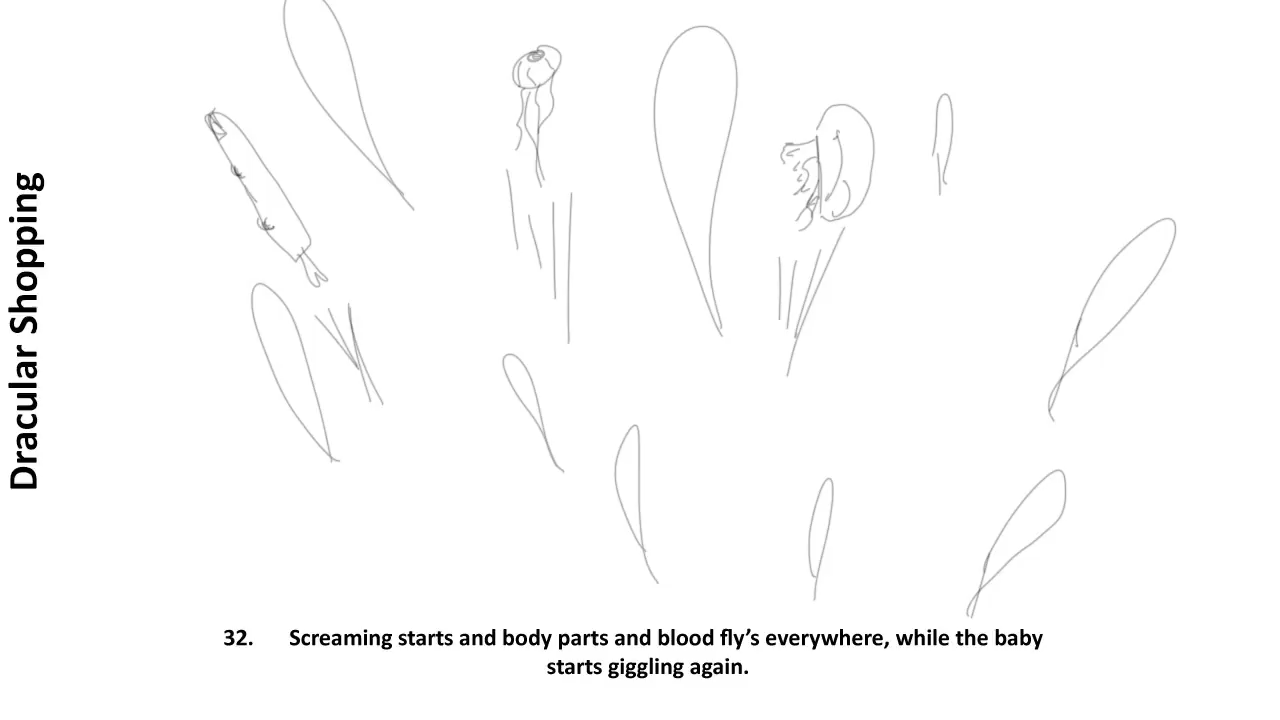 Dracular Shopping
32. Screaming starts and body parts and blood fly’s everywhere, while the baby
starts giggling again.